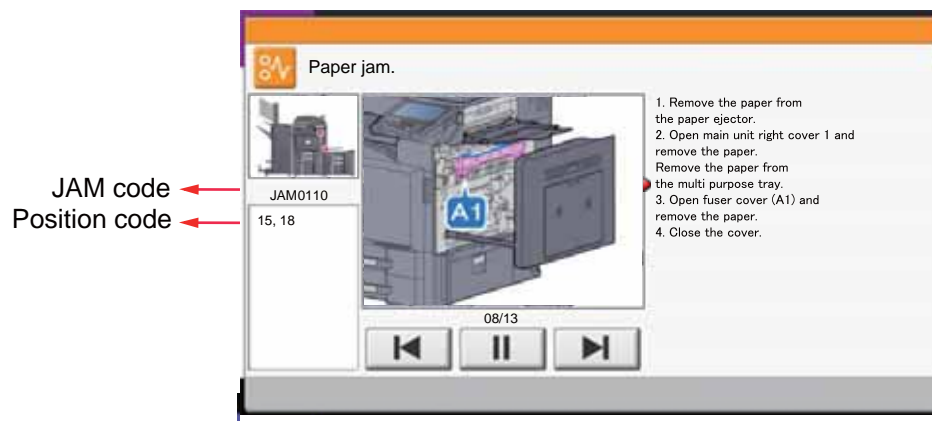 Paper jam.
JAM code
JAM0110
Position code
15, 18
A1
08/13
1. Remove the paper from
the paper ejector.
2. Open main unit right cover 1 and
remove the paper.
Remove the paper from
the multi purpose tray.
3. Open fuser cover (A1) and
remove the paper.
4. Close the cover.